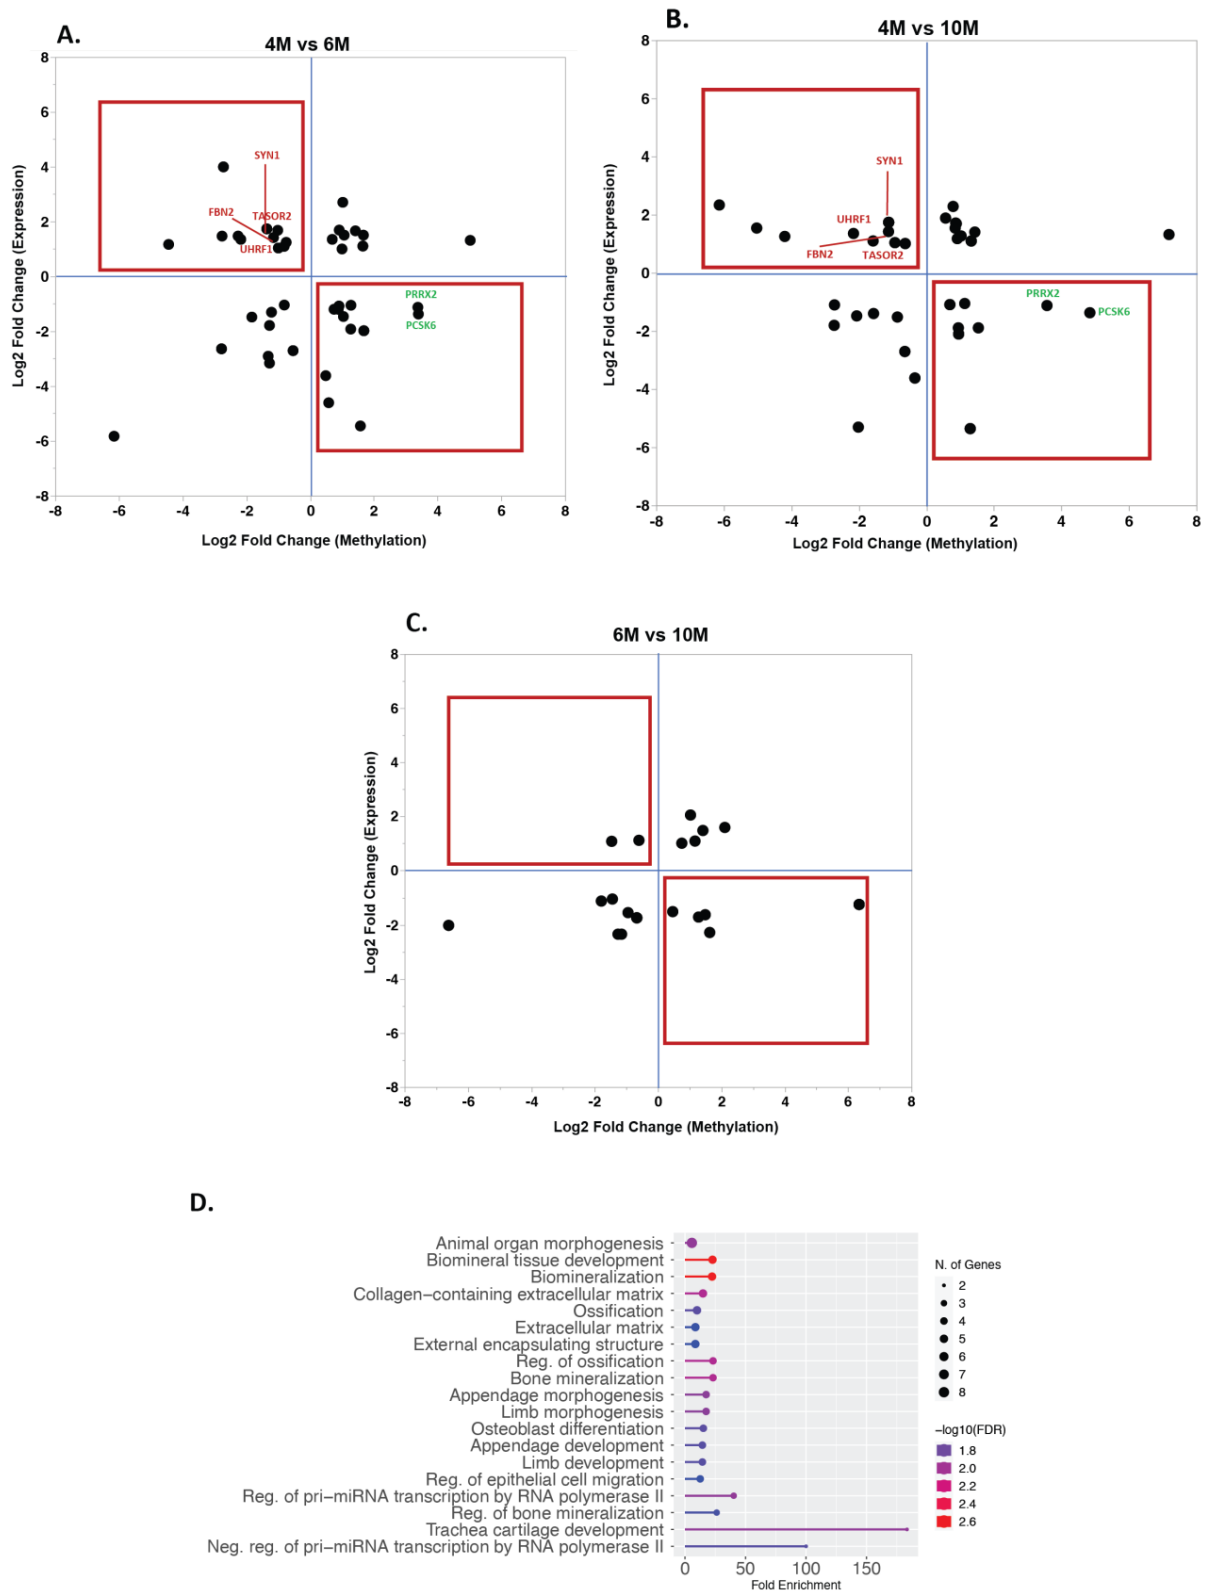 A.
4M vs 6M
8
6
4
2
0
-2
-4
-6
-8
Log2 Fold Change (Expression)
SYN1
FBN2
TASOR2
UHRF1
PRRX2
PCSK6
-8 -6 -4 -2 0 2 4 6 8
Log2 Fold Change (Methylation)
B.
4M vs 10M
8
6
4
2
0
-2
-4
-6
-8
Log2 Fold Change (Expression)
SYN1
UHRF1
FBN2
TASOR2
PRRX2
PCSK6
-8 -6 -4 -2 0 2 4 6 8
Log2 Fold Change (Methylation)
C.
6M vs 10M
8
6
4
2
0
-2
-4
-6
-8
Log2 Fold Change (Expression)
-8 -6 -4 -2 0 2 4 6 8
Log2 Fold Change (Methylation)
D.
Animal organ morphogenesis
Biomineral tissue development
Biomineralization
Collagen−containing extracellular matrix
Ossification
Extracellular matrix
External encapsulating structure
Reg. of ossification
Bone mineralization
Appendage morphogenesis
Limb morphogenesis
Osteoblast differentiation
Appendage development
Limb development
Reg. of epithelial cell migration
Reg. of pri−miRNA transcription by RNA polymerase II
Reg. of bone mineralization
Trachea cartilage development
Neg. reg. of pri−miRNA transcription by RNA polymerase II
0 50 100 150
Fold Enrichment
N. of Genes
2
3
4
5
6
7
8
−log10(FDR)
1.8
2.0
2.2
2.4
2.6